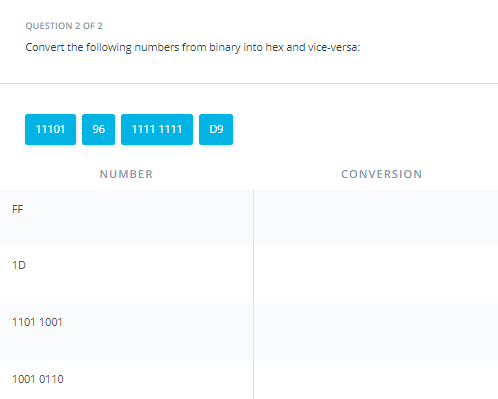 QUESTION 2 OF 2
Convert the following numbers from binary into hex and vice-versa:
11101 96 1111 1111 D9
NUMBER CONVERSION
FF
1D
1101 1001
1001 0110